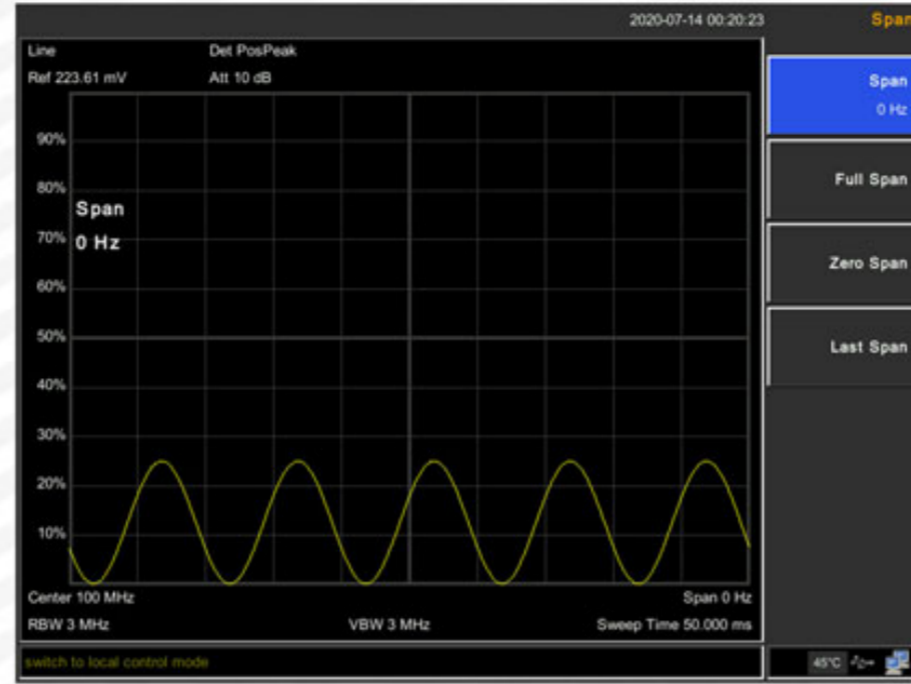 2020-07-14 00:20:23
Span
Line
Det PosPeak
Ref 223.61 mV
Att 10 dB
Span
0 Hz
90%
80%
Span
Full Span
70%
0 Hz
Zero Span
60%
50%
Last Span
40%
30%
20%
10%
Center 100 MHz
Span 0 Hz
RBW 3 MHz
VBW 3 MHz
Sweep Time 50.000 ms
switch to local control mode
45°C